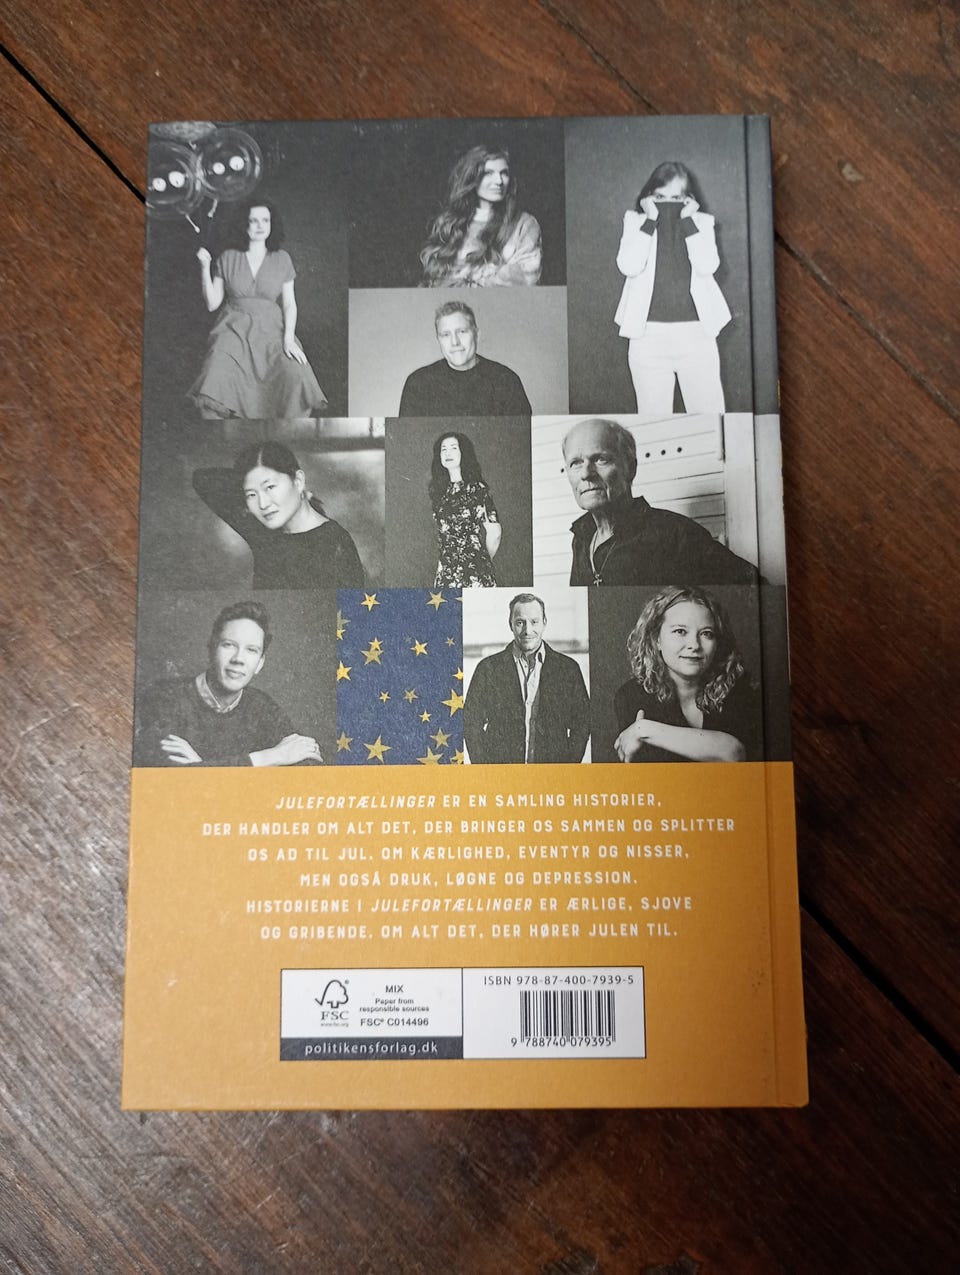 JULEFORTÆLLINGER ER EN SAMLING HISTORIER,
DER HANDLER OM ALT DET, DER BRINGER OS SAMMEN OG SPLITTER
OS AD TIL JUL. OM KÆRLIGHED, EVENTYR OG NISSER,
MEN OGSÅ DRUK, LØGNE OG DEPRESSION.
HISTORIERNE I JULEFORTÆLLINGER ER ÆRLIGE, SJOVE
OG GRIBENDE. OM ALT DET, DER HØRER JULEN TIL.
FSC
www.fsc.org
MIX
Paper from
responsible sources
FSC® C014496
politikensforlag.dk
ISBN 978-87-400-7939-5
9 788740 079395